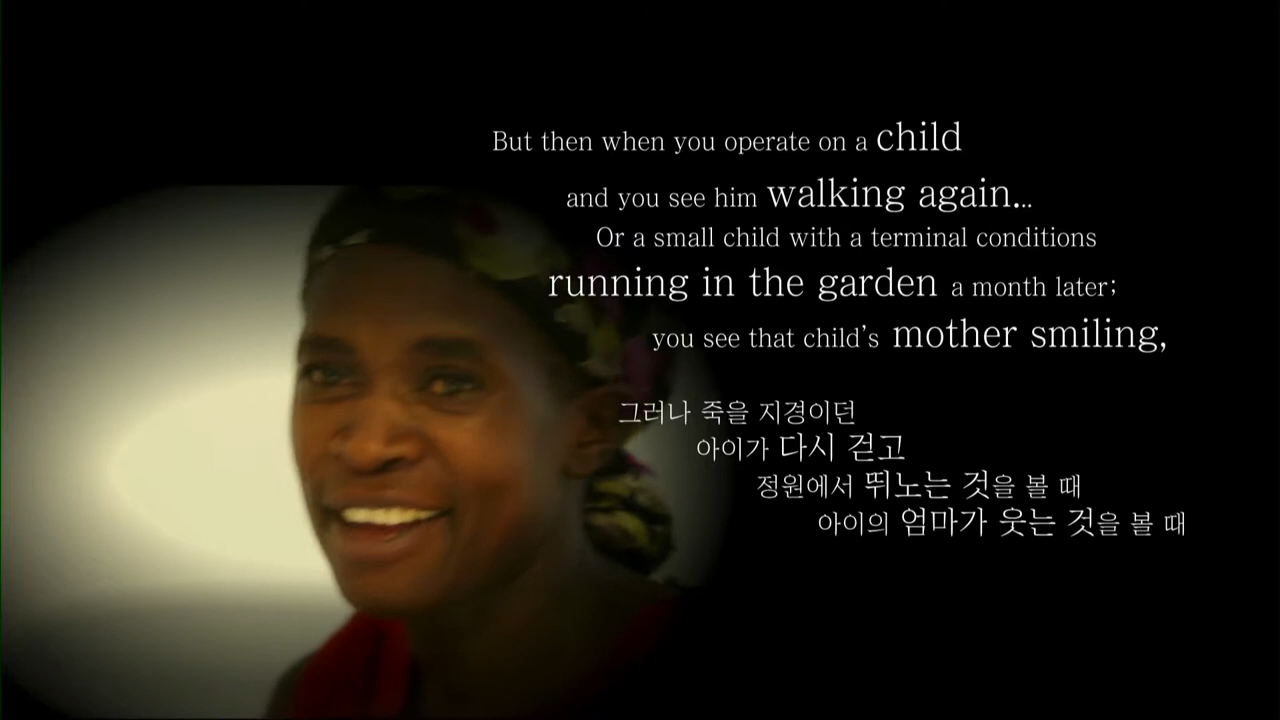 But then when you operate on a child
and you see him walking again...
Or a small child with a terminal conditions
running in the garden a month later;
you see that child's mother smiling,
그러나 죽을 지경이던
아이가 다시 걷고
정원에서 뛰노는 것을 볼 때
아이의 엄마가 웃는 것을 볼 때